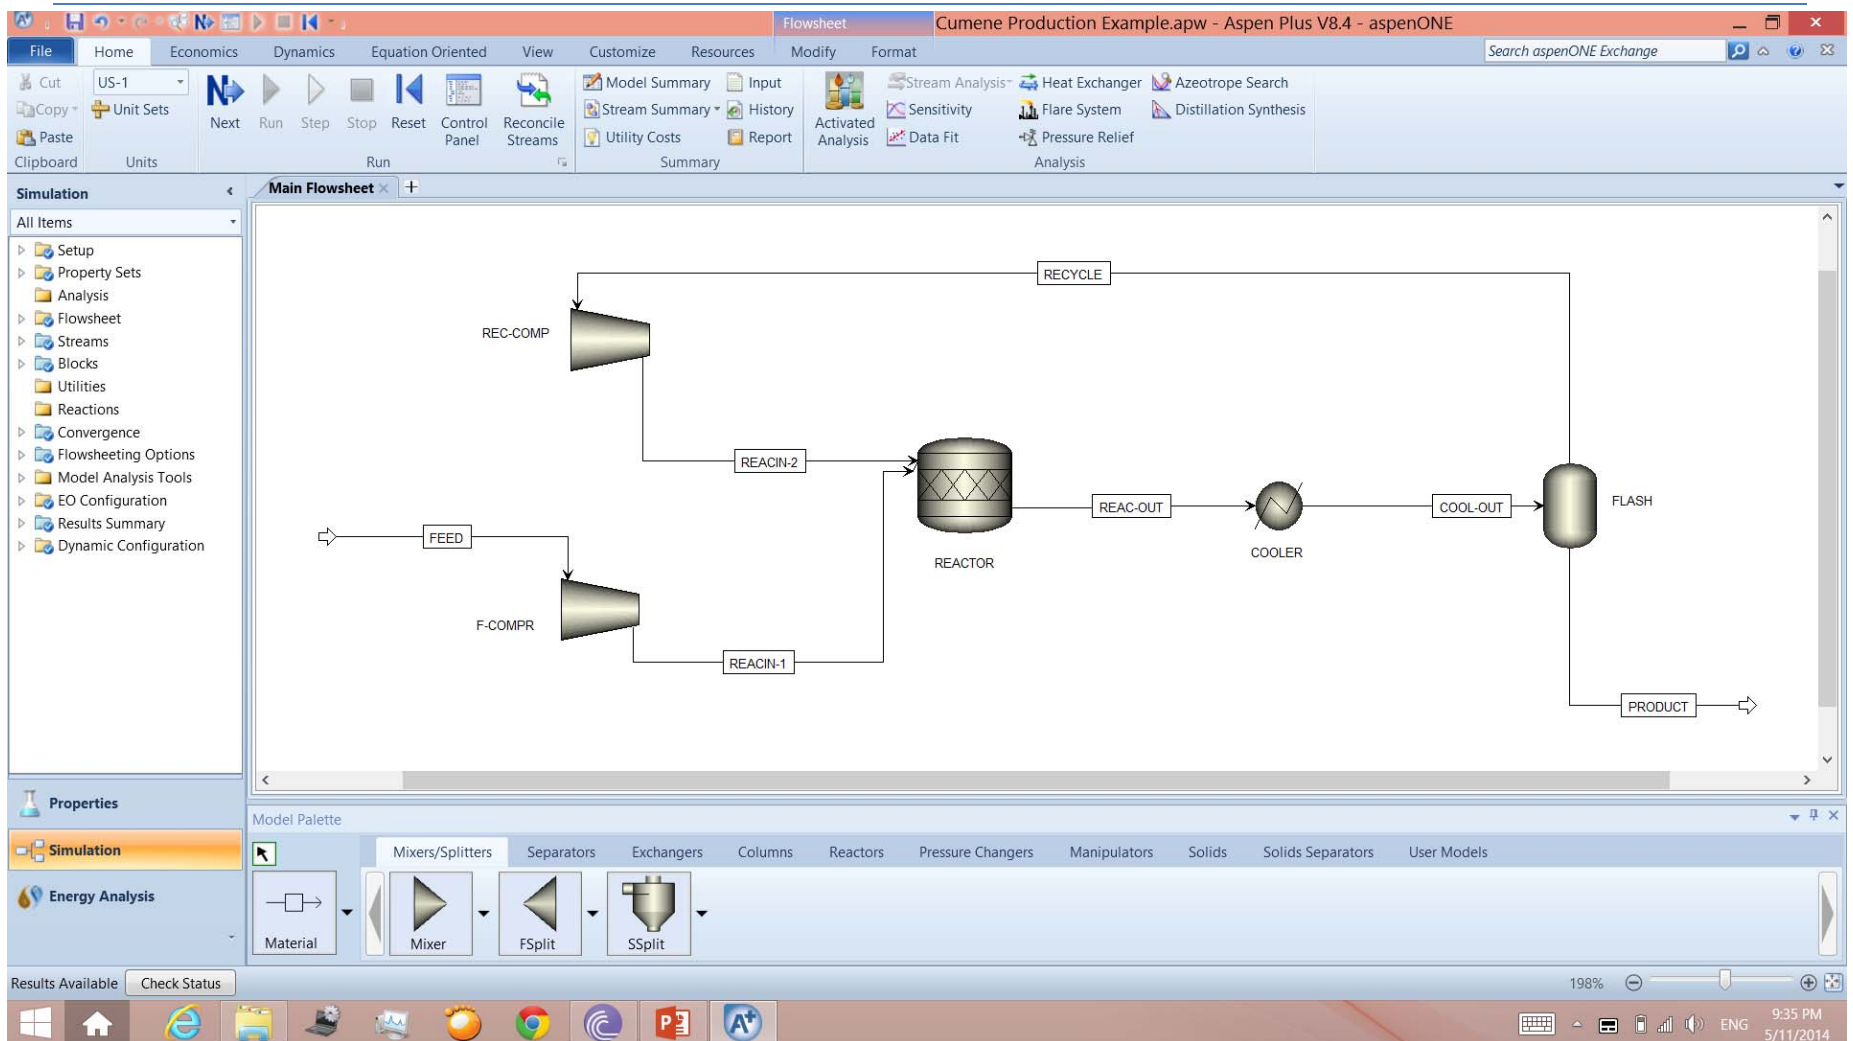 Flowsheet
Cumene Production Example.apw - Aspen Plus V8.4 - aspenONE
File Home Economics Dynamics Equation Oriented View Customize Resources Modify Format
Search aspenONE Exchange
Cut
Copy
Paste
Clipboard
US-1
Unit Sets
Units
Next
Run
Step
Stop
Reset
Control Panel
Reconcile Streams
Run
Model Summary
Stream Summary
Utility Costs
Input
History
Report
Summary
Activated Analysis
Stream Analysis
Sensitivity
Data Fit
Heat Exchanger
Flare System
Pressure Relief
Azeotrope Search
Distillation Synthesis
Analysis
Simulation
All Items
Setup
Property Sets
Analysis
Flowsheet
Streams
Blocks
Utilities
Reactions
Convergence
Flowsheeting Options
Model Analysis Tools
EO Configuration
Results Summary
Dynamic Configuration
Properties
Simulation
Energy Analysis
Main Flowsheet
RECYCLE
REC-COMP
REACIN-2
FEED
F-COMPR
REACIN-1
REACTOR
REAC-OUT
COOLER
COOL-OUT
FLASH
PRODUCT
Model Palette
Mixers/Splitters Separators Exchangers Columns Reactors Pressure Changers Manipulators Solids Solids Separators User Models
Material
Mixer
FSplit
SSplit
Results Available
Check Status
198%
ENG
9:35 PM
5/11/2014